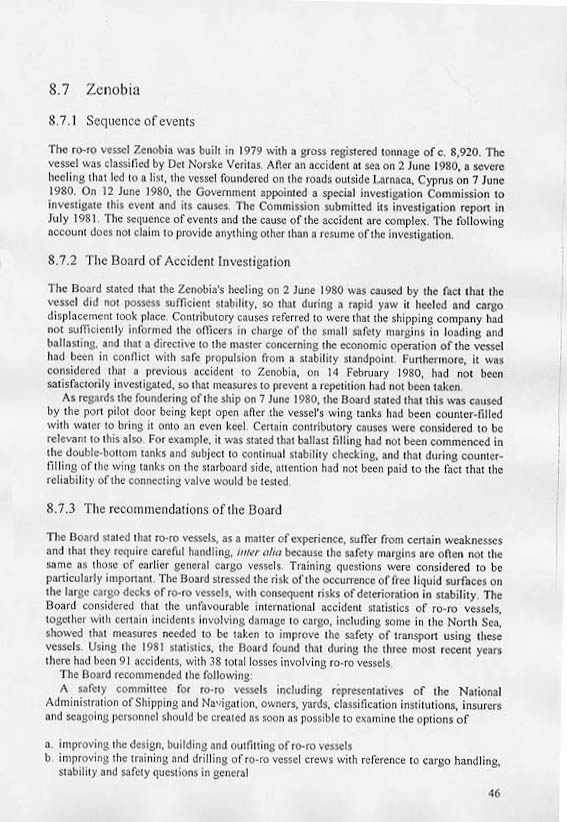 8.7 Zenobia
8.7.1 Sequence of events
The ro-ro vessel Zenobia was built in 1979 with a gross registered tonnage of c. 8,920. The
vessel was classified by Det Norske Veritas. After an accident at sea on 2 June 1980, a severe
heeling that led to a list, the vessel foundered on the roads outside Larnaca, Cyprus on 7 June
1980. On 12 June 1980, the Government appointed a special investigation Commission to
investigate this event and its causes. The Commission submitted its investigation report in
July 1981. The sequence of events and the cause of the accident are complex. The following
account does not claim to provide anything other than a resume of the investigation.
8.7.2 The Board of Accident Investigation
The Board stated that the Zenobia's heeling on 2 June 1980 was caused by the fact that the
vessel did not possess sufficient stability, so that during a rapid yaw it heeled and cargo
displacement took place. Contributory causes referred to were that the shipping company had
not sufficiently informed the officers in charge of the small safety margins in loading and
ballasting, and that a directive to the master concerning the economic operation of the vessel
had been in conflict with safe propulsion from a stability standpoint. Furthermore, it was
considered that a previous accident to Zenobia, on 14 February 1980, had not been
satisfactorily investigated, so that measures to prevent a repetition had not been taken.
As regards the foundering of the ship on 7 June 1980, the Board stated that this was caused
by the port pilot door being kept open after the vessel's wing tanks had been counter-filled
with water to bring it onto an even keel. Certain contributory causes were considered to be
relevant to this also. For example, it was stated that ballast filling had not been commenced in
the double-bottom tanks and subject to continual stability checking, and that during counter-
filling of the wing tanks on the starboard side, attention had not been paid to the fact that the
reliability of the connecting valve would be tested.
8.7.3 The recommendations of the Board
The Board stated that ro-ro vessels, as a matter of experience, suffer from certain weaknesses
and that they require careful handling, inter alia because the safety margins are often not the
same as those of earlier general cargo vessels. Training questions were considered to be
particularly important. The Board stressed the risk of the occurrence of free liquid surfaces on
the large cargo decks of ro-ro vessels, with consequent risks of deterioration in stability. The
Board considered that the unfavourable international accident statistics of ro-ro vessels,
together with certain incidents involving damage to cargo, including some in the North Sea,
showed that measures needed to be taken to improve the safety of transport using these
vessels. Using the 1981 statistics, the Board found that during the three most recent years
there had been 91 accidents, with 38 total losses involving ro-ro vessels.
The Board recommended the following:
A safety committee for ro-ro vessels including representatives of the National
Administration of Shipping and Navigation, owners, yards, classification institutions, insurers
and seagoing personnel should be created as soon as possible to examine the options of
a. improving the design, building and outfitting of ro-ro vessels
b. improving the training and drilling of ro-ro vessel crews with reference to cargo handling,
stability and safety questions in general
46